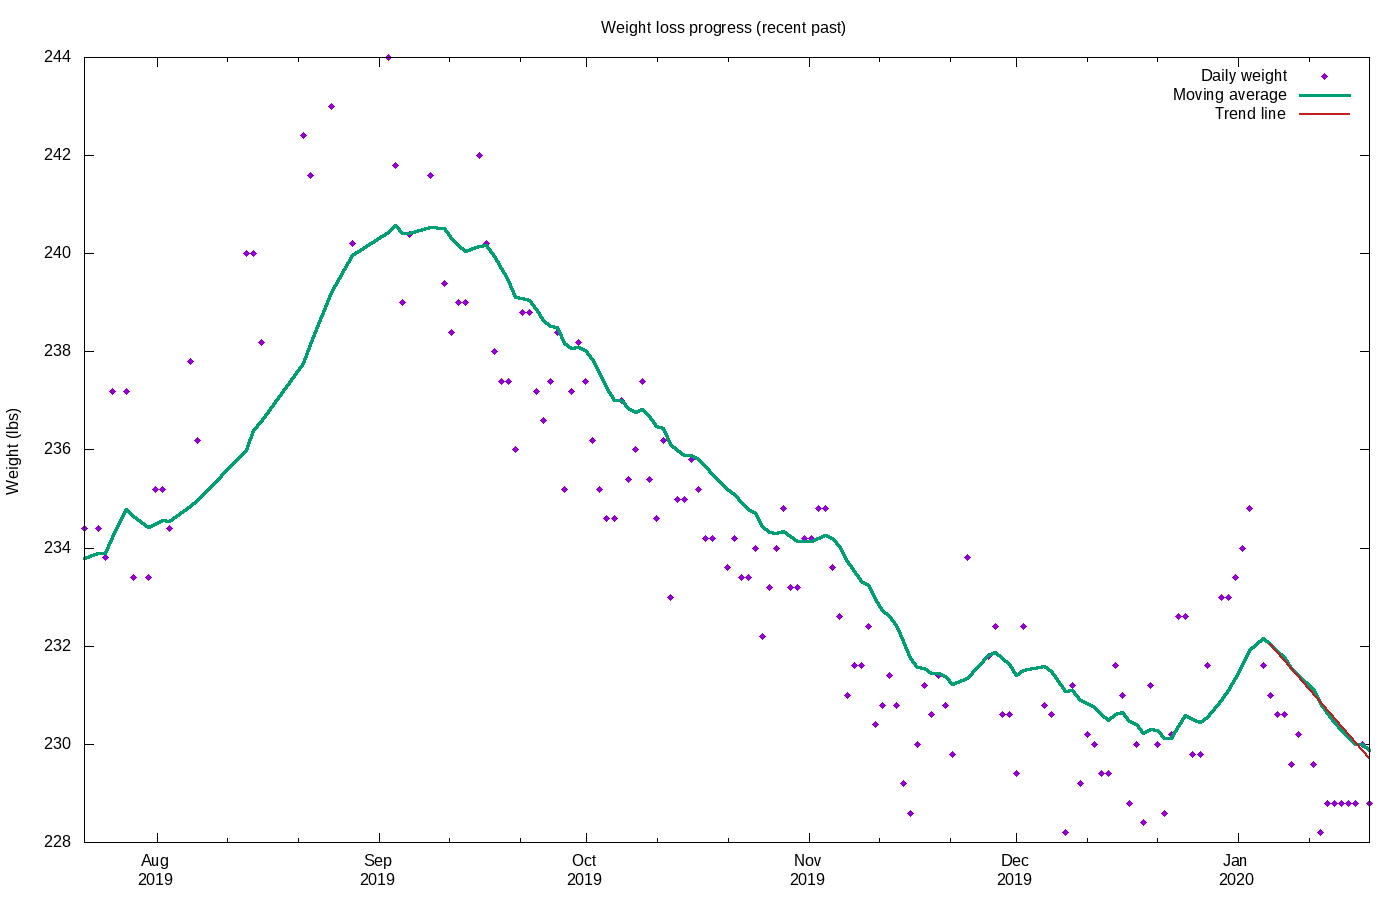 Weight loss progress (recent past)
Daily weight
Moving average
Trend line
Weight (lbs)
244
242
240
238
236
234
232
230
228
Aug
2019
Sep
2019
Oct
2019
Nov
2019
Dec
2019
Jan
2020